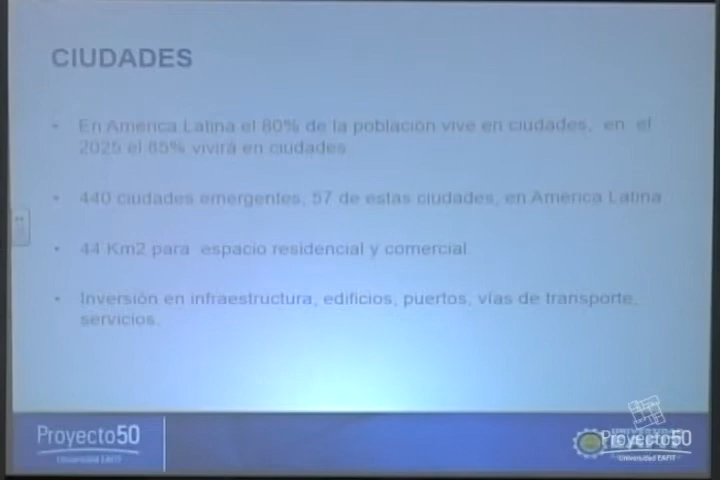 CIUDADES
• En América Latina el 80% de la población vive en ciudades, en el
2025 el 85% vivirá en ciudades.
• 440 ciudades emergentes, 57 de estas ciudades, en América Latina.
• 44 Km2 para espacio residencial y comercial.
• Inversión en infraestructura, edificios, puertos, vías de transporte,
servicios.
Proyecto50
Universidad EAFIT
Proyecto50
Universidad EAFIT